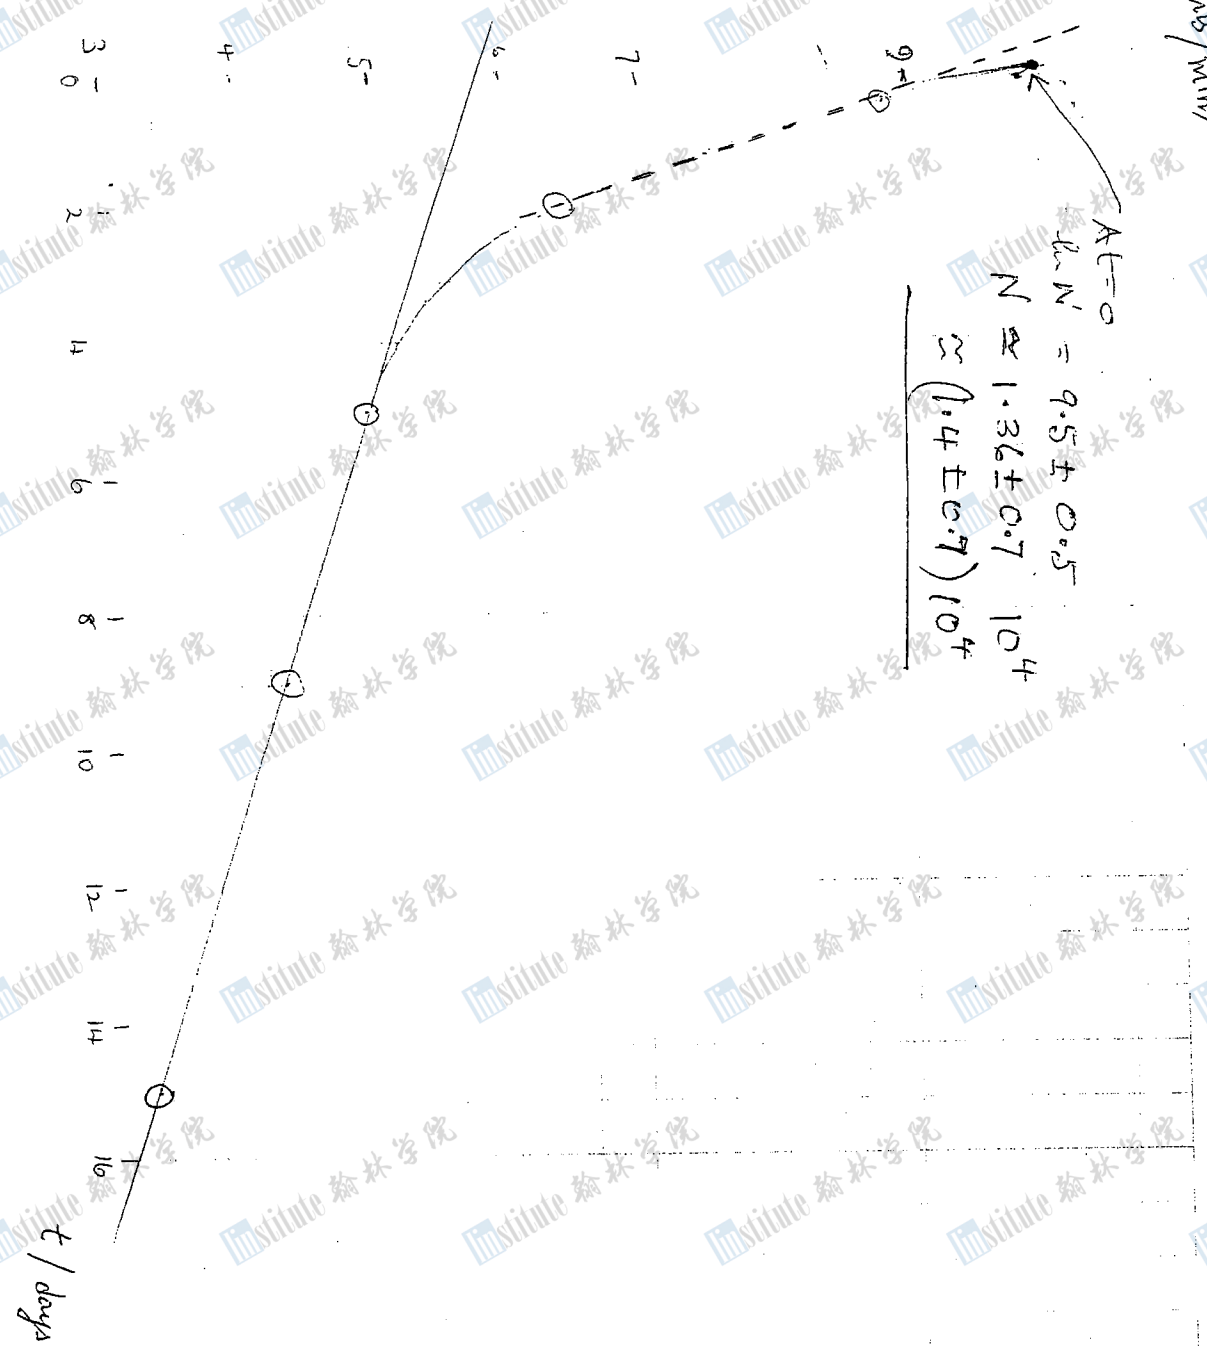 At t=0
ln N = 9.5 ± 0.5
N ≃ 1.36 ± 0.7 10⁴
≃ (1.4 ± 0.7) 10⁴
9
7
6
5
4
3
0
2
4
6
8
10
12
14
16
t / days
institute 翰林学院